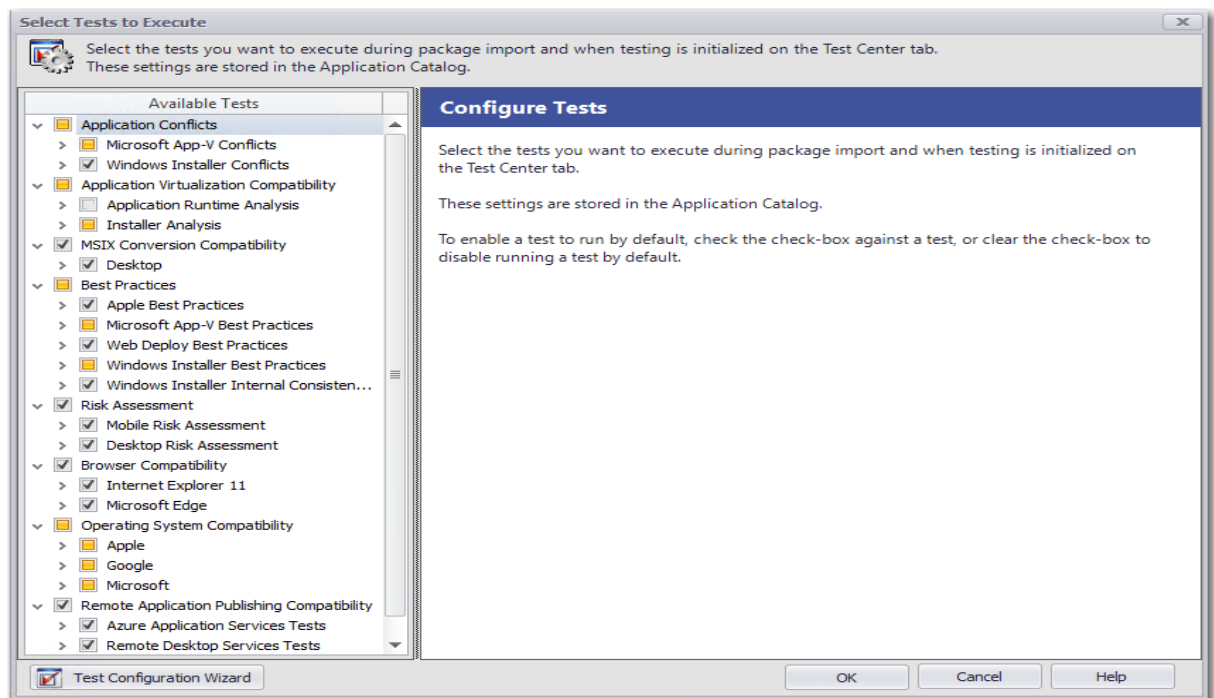 Select Tests to Execute
Select the tests you want to execute during package import and when testing is initialized on the Test Center tab.
These settings are stored in the Application Catalog.
Available Tests
Application Conflicts
Microsoft App-V Conflicts
Windows Installer Conflicts
Application Virtualization Compatibility
Application Runtime Analysis
Installer Analysis
MSIX Conversion Compatibility
Desktop
Best Practices
Apple Best Practices
Microsoft App-V Best Practices
Web Deploy Best Practices
Windows Installer Best Practices
Windows Installer Internal Consisten...
Risk Assessment
Mobile Risk Assessment
Desktop Risk Assessment
Browser Compatibility
Internet Explorer 11
Microsoft Edge
Operating System Compatibility
Apple
Google
Microsoft
Remote Application Publishing Compatibility
Azure Application Services Tests
Remote Desktop Services Tests
Configure Tests
Select the tests you want to execute during package import and when testing is initialized on
the Test Center tab.
These settings are stored in the Application Catalog.
To enable a test to run by default, check the check-box against a test, or clear the check-box to
disable running a test by default.
Test Configuration Wizard
OK
Cancel
Help